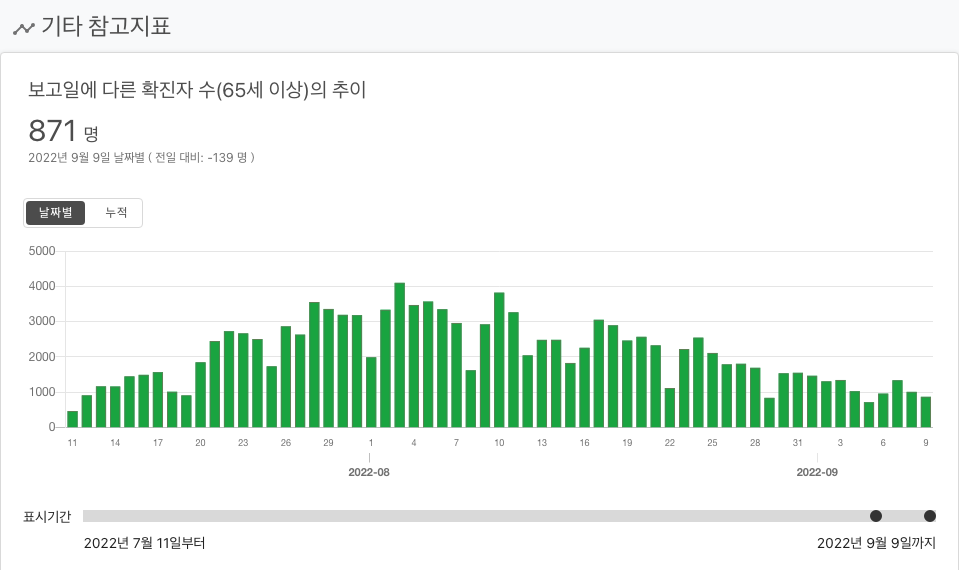 기타 참고지표
보고일에 다른 확진자 수(65세 이상)의 추이
871 명
2022년 9월 9일 날짜별 ( 전일 대비: -139 명 )
날짜별 누적
5000
4000
3000
2000
1000
0
11 14 17 20 23 26 29 1 4 7 10 13 16 19 22 25 28 31 3 6 9
2022-08 2022-09
표시기간
2022년 7월 11일부터 2022년 9월 9일까지